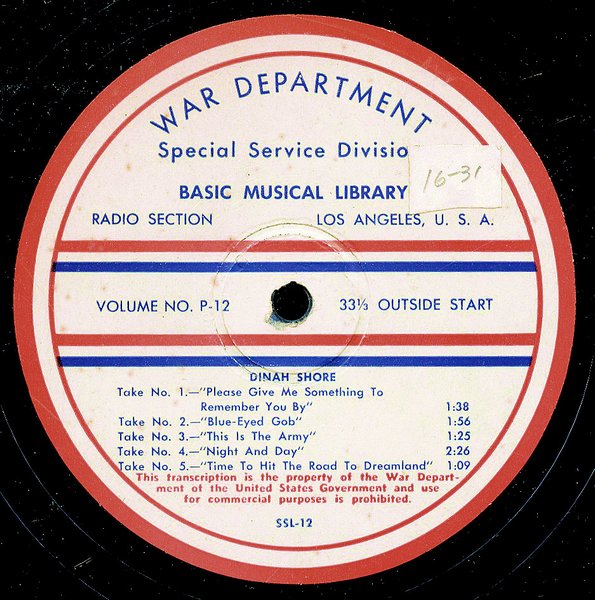 WAR DEPARTMENT
Special Service Divisio
16-31
BASIC MUSICAL LIBRARY
RADIO SECTION LOS ANGELES, U. S. A.
VOLUME NO. P-12 33⅓ OUTSIDE START
DINAH SHORE
Take No. 1.—"Please Give Me Something To
Remember You By" 1:38
Take No. 2.—"Blue-Eyed Gob" 1:56
Take No. 3.—"This Is The Army" 1:25
Take No. 4.—"Night And Day" 2:26
Take No. 5.—"Time To Hit The Road To Dreamland" 1:09
This transcription is the property of the War Depart-
ment of the United States Government and use
for commercial purposes is prohibited.
SSL-12